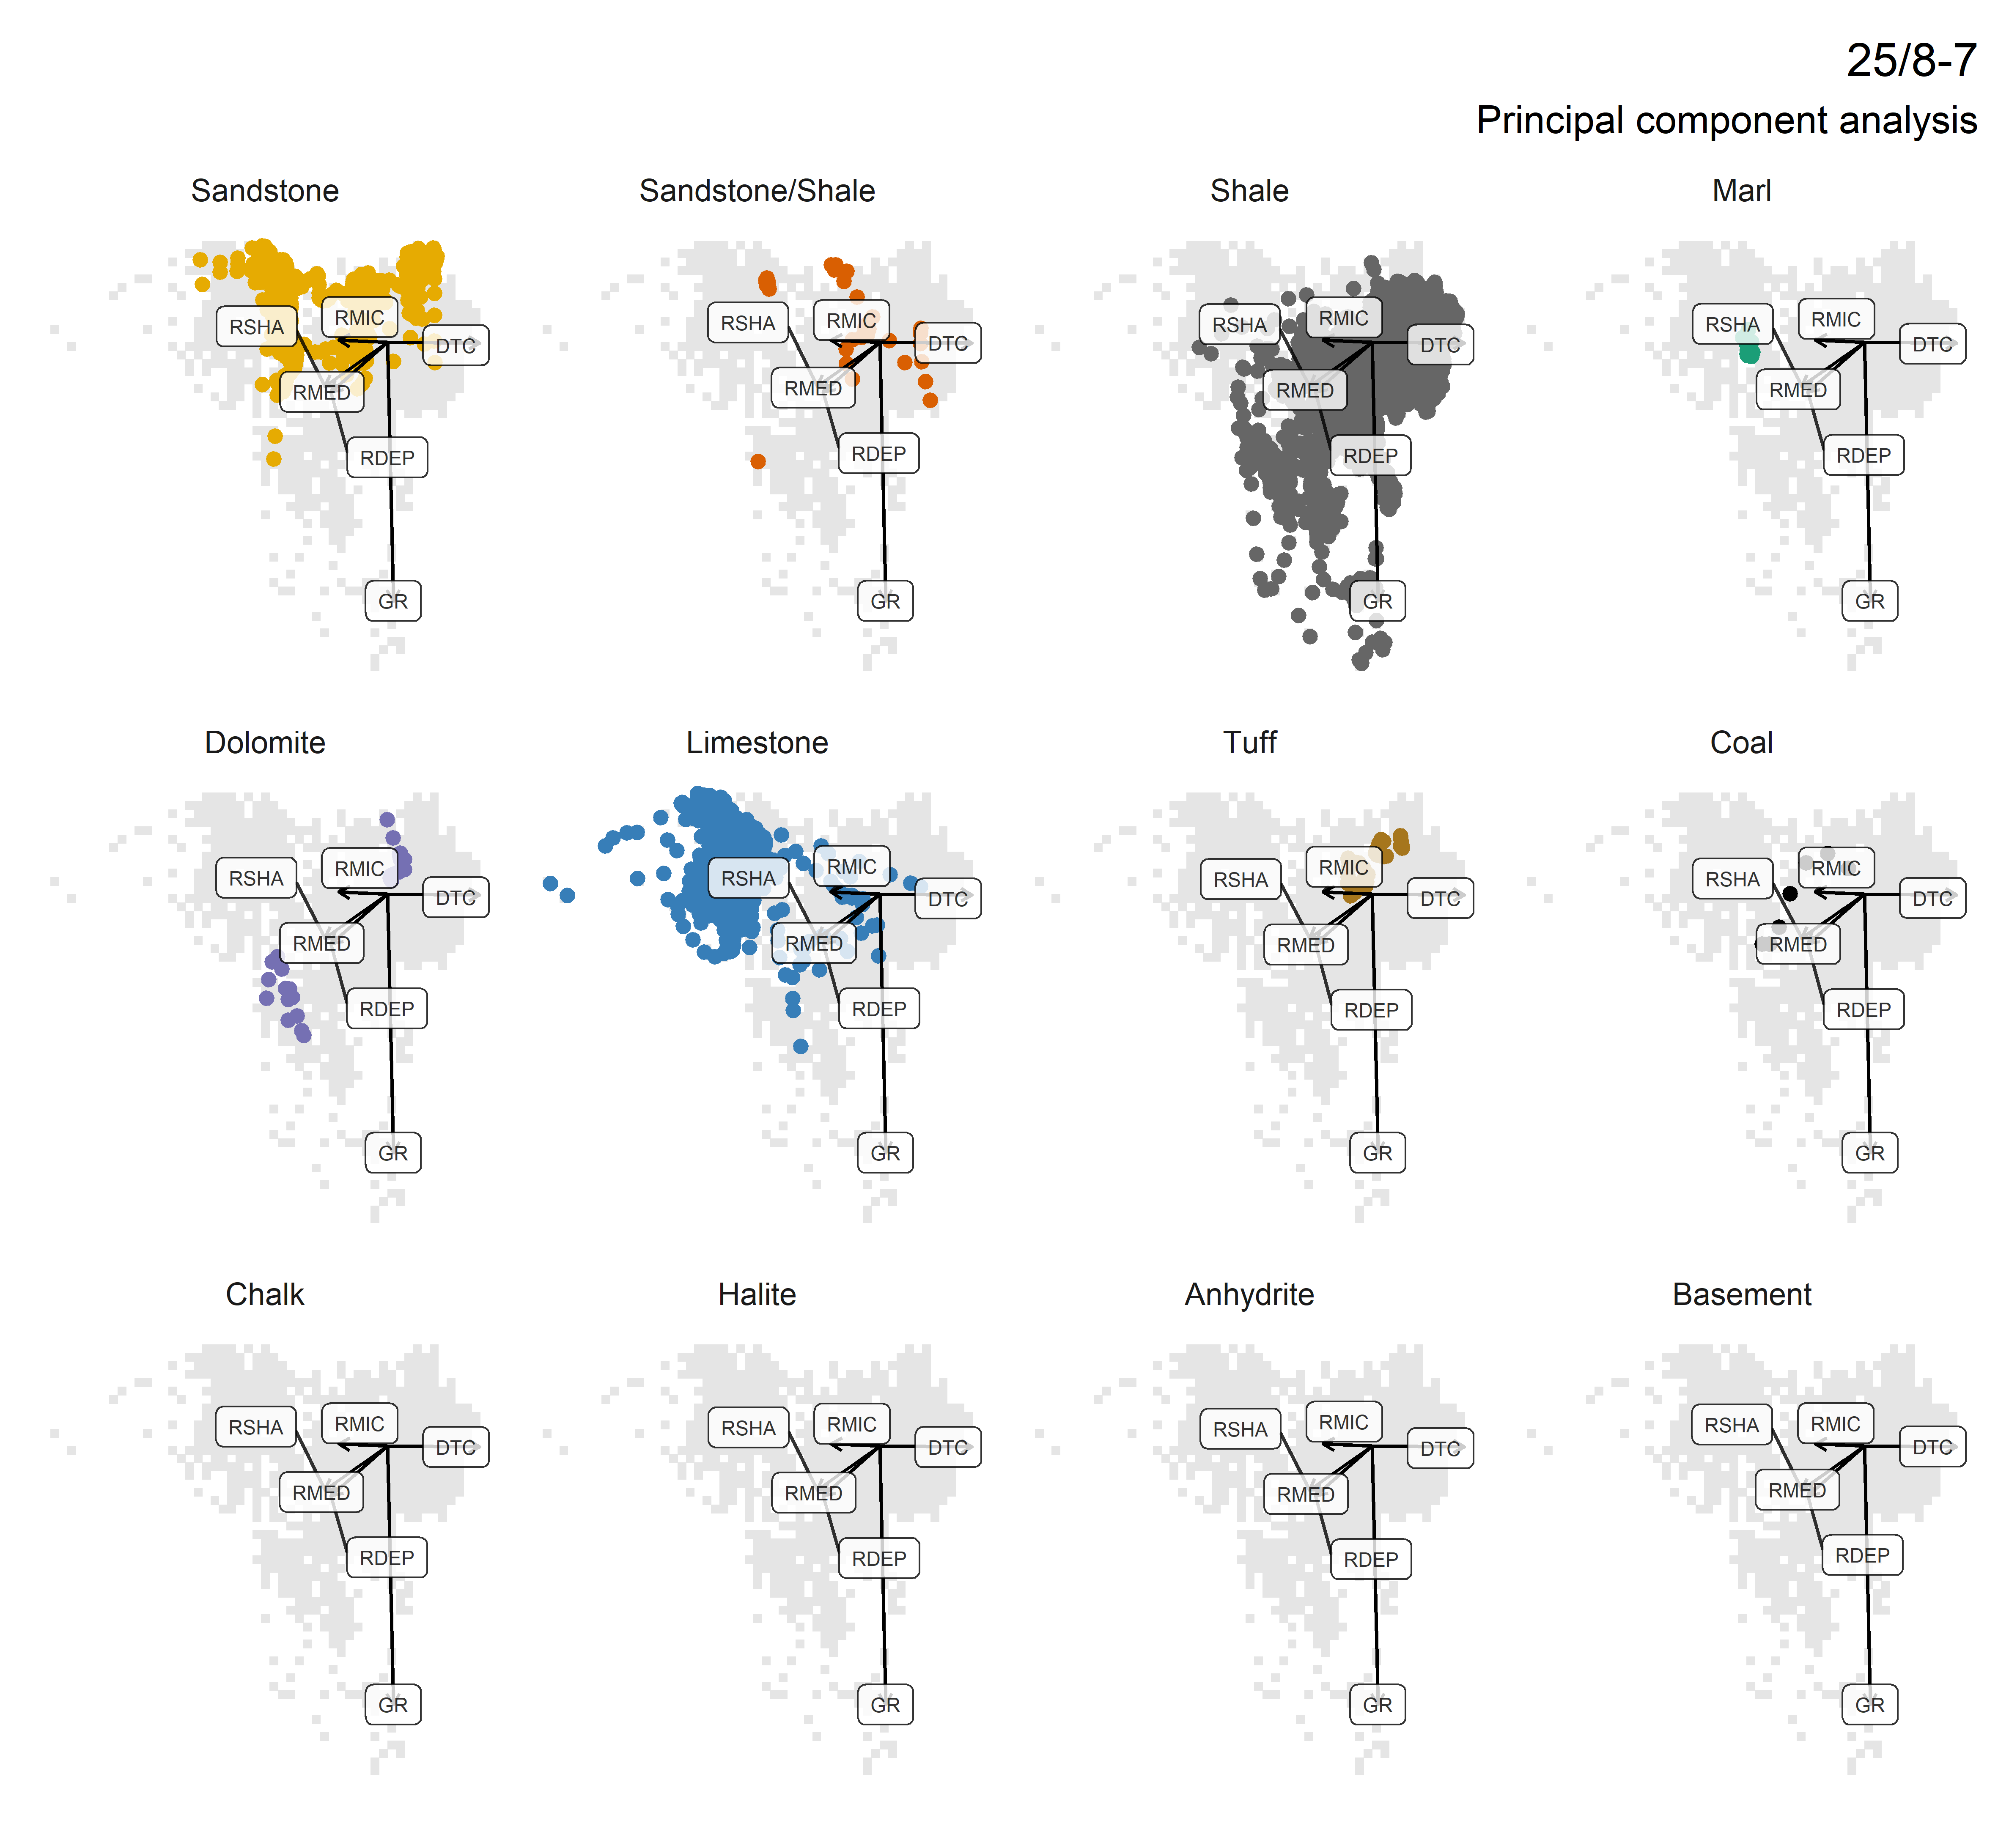 25/8-7
Principal component analysis
Sandstone
Sandstone/Shale
Shale
Marl
RSHA
RMIC
DTC
RMED
RDEP
GR
RSHA
RMIC
DTC
RMED
RDEP
GR
RSHA
RMIC
DTC
RMED
RDEP
GR
RSHA
RMIC
DTC
RMED
RDEP
GR
Dolomite
Limestone
Tuff
Coal
RSHA
RMIC
DTC
RMED
RDEP
GR
RSHA
RMIC
DTC
RMED
RDEP
GR
RSHA
RMIC
DTC
RMED
RDEP
GR
RSHA
RMIC
DTC
RMED
RDEP
GR
Chalk
Halite
Anhydrite
Basement
RSHA
RMIC
DTC
RMED
RDEP
GR
RSHA
RMIC
DTC
RMED
RDEP
GR
RSHA
RMIC
DTC
RMED
RDEP
GR
RSHA
RMIC
DTC
RMED
RDEP
GR